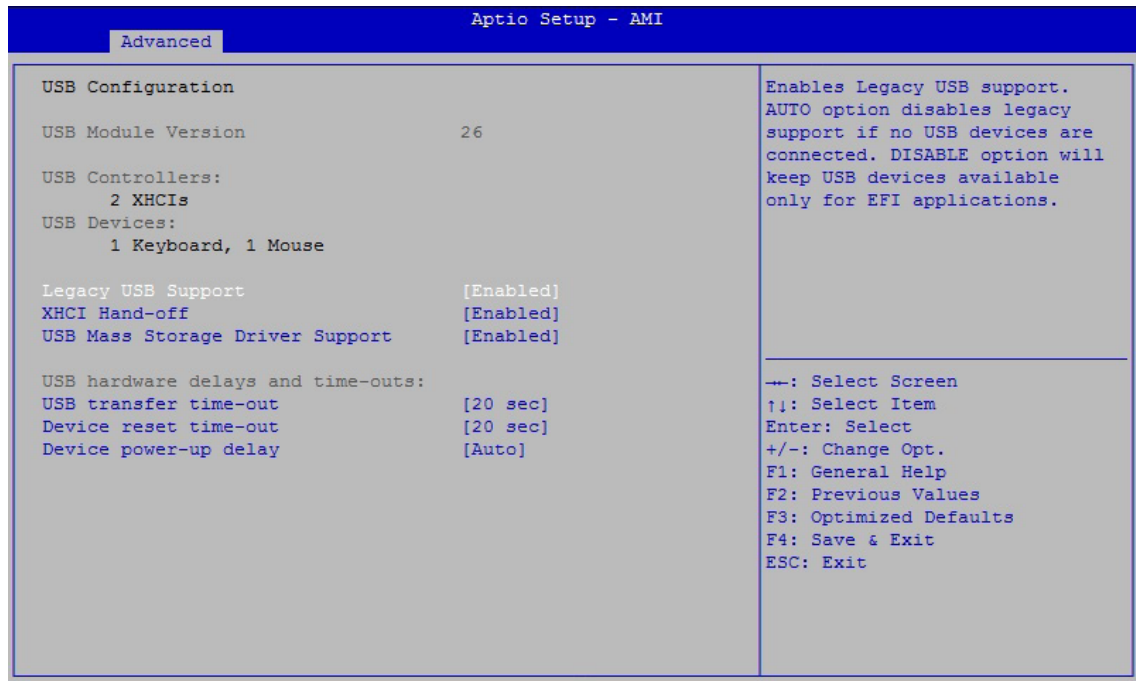 Aptio Setup - AMI
Advanced
USB Configuration
USB Module Version 26
USB Controllers:
2 XHCIs
USB Devices:
1 Keyboard, 1 Mouse
Legacy USB Support [Enabled]
XHCI Hand-off [Enabled]
USB Mass Storage Driver Support [Enabled]
USB hardware delays and time-outs:
USB transfer time-out [20 sec]
Device reset time-out [20 sec]
Device power-up delay [Auto]
Enables Legacy USB support.
AUTO option disables legacy
support if no USB devices are
connected. DISABLE option will
keep USB devices available
only for EFI applications.
→←: Select Screen
↑↓: Select Item
Enter: Select
+/-: Change Opt.
F1: General Help
F2: Previous Values
F3: Optimized Defaults
F4: Save & Exit
ESC: Exit